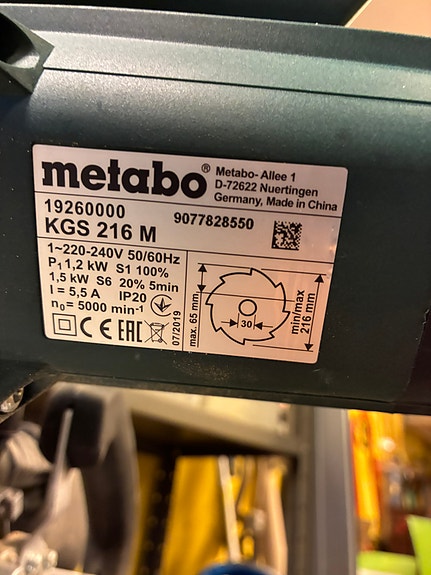 metabo® Metabo- Allee 1
D-72622 Nuertingen
Germany, Made in China
19260000
9077828550
KGS 216 M
1~220-240V 50/60Hz
P1 1,2 kW S1 100%
1,5 kW S6 20% 5min
I = 5,5 A IP20
n0= 5000 min-1
CE EAC
07/2019
max. 65 mm
30
min/max
216 mm